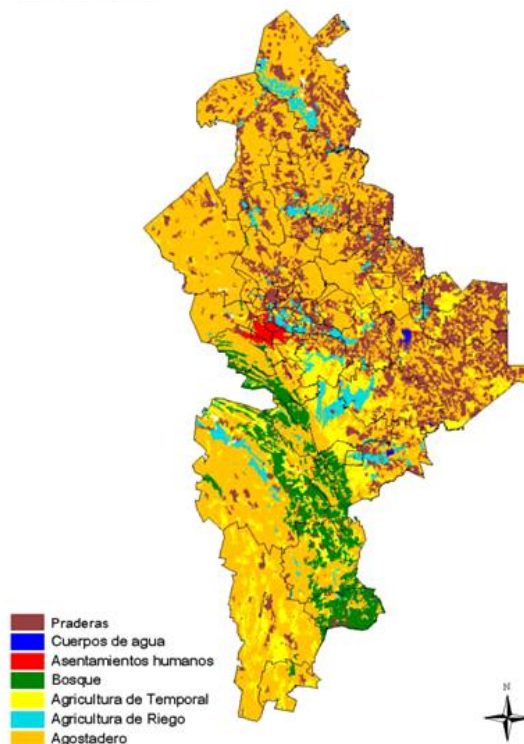 N
Praderas
Cuerpos de agua
Asentamientos humanos
Bosque
Agricultura de Temporal
Agricultura de Riego
Agostadero